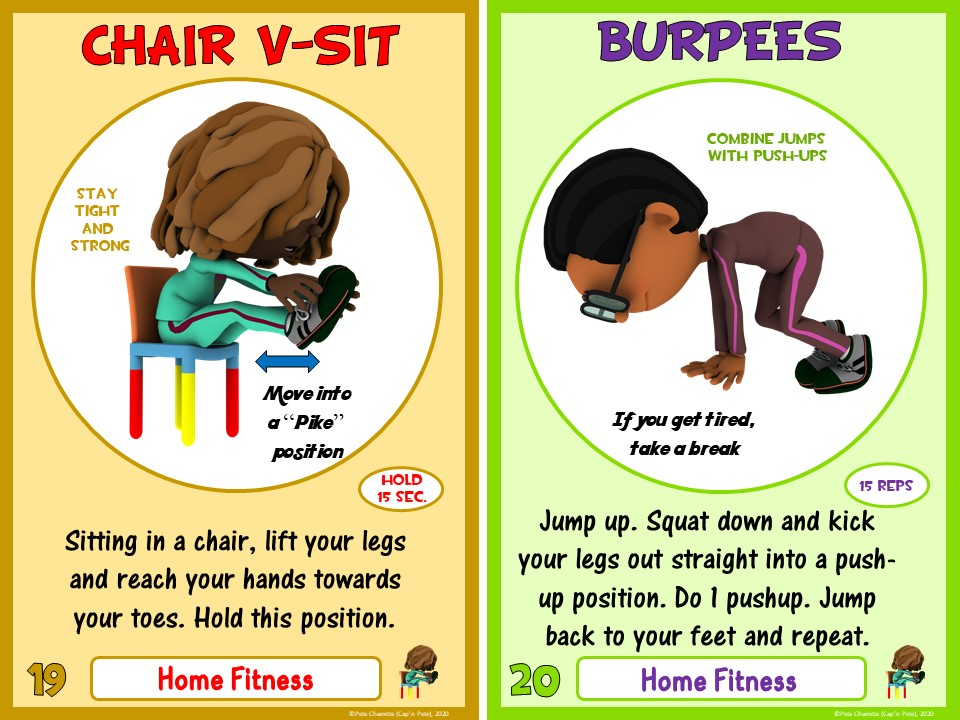 CHAIR V-SIT
STAY
TIGHT
AND
STRONG
Move into
a “Pike”
position
HOLD
15 SEC.
Sitting in a chair, lift your legs
and reach your hands towards
your toes. Hold this position.
19
Home Fitness
©Pete Charrette (Cap'n Pete), 2020
BURPEES
COMBINE JUMPS
WITH PUSH-UPS
If you get tired,
take a break
15 REPS
Jump up. Squat down and kick
your legs out straight into a push-
up position. Do 1 pushup. Jump
back to your feet and repeat.
20
Home Fitness
©Pete Charrette (Cap'n Pete), 2020